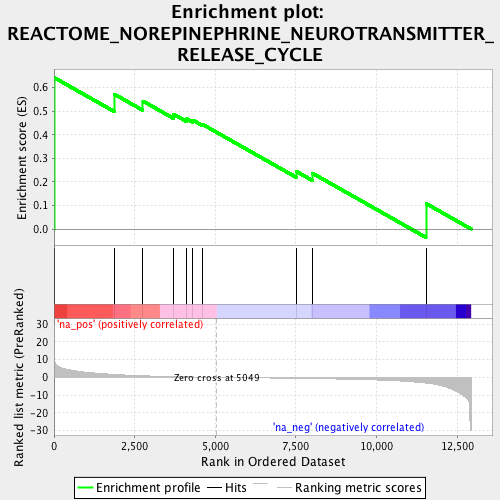 Enrichment plot:
REACTOME_NOREPINEPHRINE_NEUROTRANSMITTER_
RELEASE_CYCLE
Enrichment score (ES)
0.6
0.5
0.4
0.3
0.2
0.1
0.0
'na_pos' (positively correlated)
Ranked list metric (PreRanked)
30
20
10
0
-10
-20
-30
Zero cross at 5049
'na_neg' (negatively correlated)
0
2,500
5,000
7,500
10,000
12,500
Rank in Ordered Dataset
Enrichment profile
Hits
Ranking metric scores